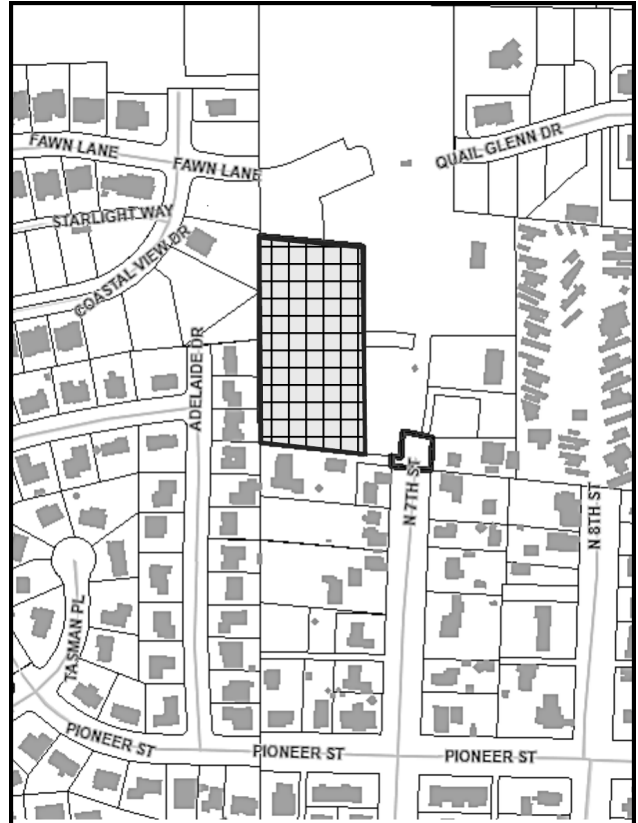 FAWN LANE
FAWN LANE
QUAIL GLENN DR
STARLIGHT WAY
COASTAL VIEW DR
ADELAIDE DR
N 7TH ST
N 8TH ST
TASMAN PL
PIONEER ST
PIONEER ST
PIONEER ST